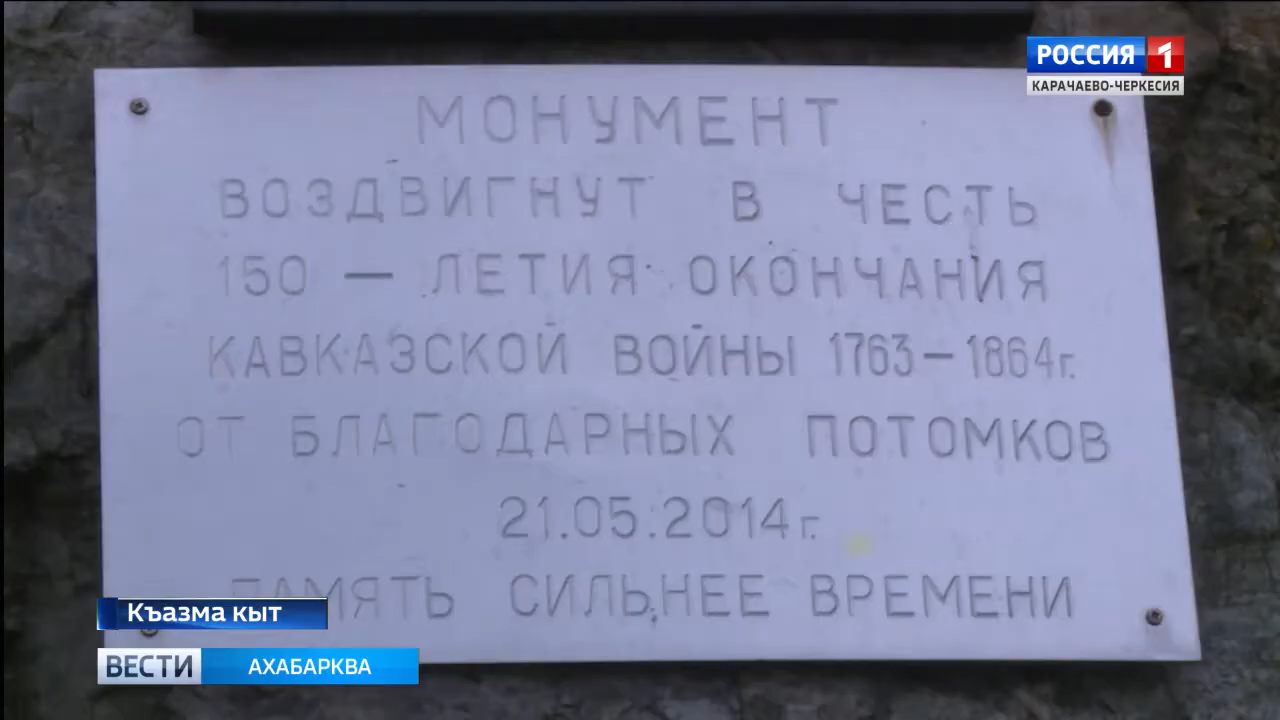 РОССИЯ 1
КАРАЧАЕВО-ЧЕРКЕСИЯ
МОНУМЕНТ
ВОЗДВИГНУТ В ЧЕСТЬ
150 — ЛЕТИЯ ОКОНЧАНИЯ
КАВКАЗСКОЙ ВОЙНЫ 1763—1864г.
ОТ БЛАГОДАРНЫХ ПОТОМКОВ
21.05.2014г.
ПАМЯТЬ СИЛЬНЕЕ ВРЕМЕНИ
Къазма кыт
ВЕСТИ АХАБАРКВА